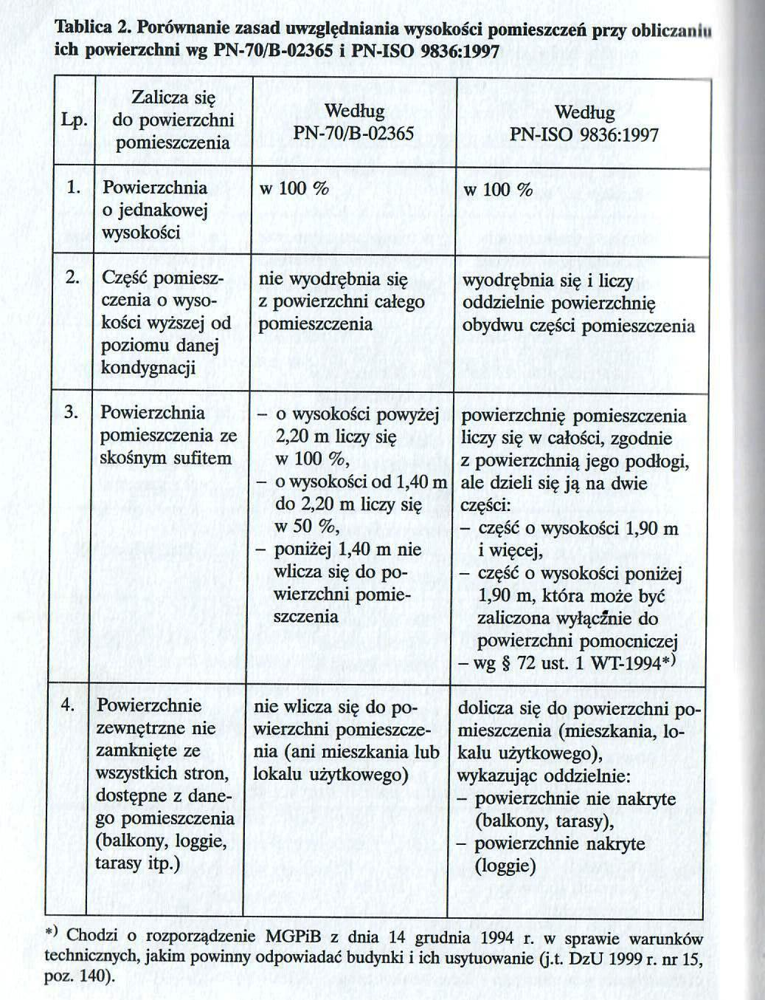 Tablica 2. Porównanie zasad uwzględniania wysokości pomieszczeń przy obliczaniu
ich powierzchni wg PN-70/B-02365 i PN-ISO 9836:1997
Lp.
Zalicza się
do powierzchni
pomieszczenia
Według
PN-70/B-02365
Według
PN-ISO 9836:1997
1.
Powierzchnia
o jednakowej
wysokości
w 100 %
w 100 %
2.
Część pomiesz-
czenia o wyso-
kości wyższej od
poziomu danej
kondygnacji
nie wyodrębnia się
z powierzchni całego
pomieszczenia
wyodrębnia się i liczy
oddzielnie powierzchnię
obydwu części pomieszczenia
3.
Powierzchnia
pomieszczenia ze
skośnym sufitem
– o wysokości powyżej
2,20 m liczy się
w 100 %,
– o wysokości od 1,40 m
do 2,20 m liczy się
w 50 %,
– poniżej 1,40 m nie
wlicza się do po-
wierzchni pomie-
szczenia
powierzchnię pomieszczenia
liczy się w całości, zgodnie
z powierzchnią jego podłogi,
ale dzieli się ją na dwie
części:
– część o wysokości 1,90 m
i więcej,
– część o wysokości poniżej
1,90 m, która może być
zaliczona wyłącznie do
powierzchni pomocniczej
– wg § 72 ust. 1 WT-1994*)
4.
Powierzchnie
zewnętrzne nie
zamknięte ze
wszystkich stron,
dostępne z dane-
go pomieszczenia
(balkony, loggie,
tarasy itp.)
nie wlicza się do po-
wierzchni pomieszcze-
nia (ani mieszkania lub
lokalu użytkowego)
dolicza się do powierzchni po-
mieszczenia (mieszkania, lo-
kalu użytkowego),
wykazując oddzielnie:
– powierzchnie nie nakryte
(balkony, tarasy),
– powierzchnie nakryte
(loggie)
*) Chodzi o rozporządzenie MGPiB z dnia 14 grudnia 1994 r. w sprawie warunków
technicznych, jakim powinny odpowiadać budynki i ich usytuowanie (j.t. DzU 1999 r. nr 15,
poz. 140).